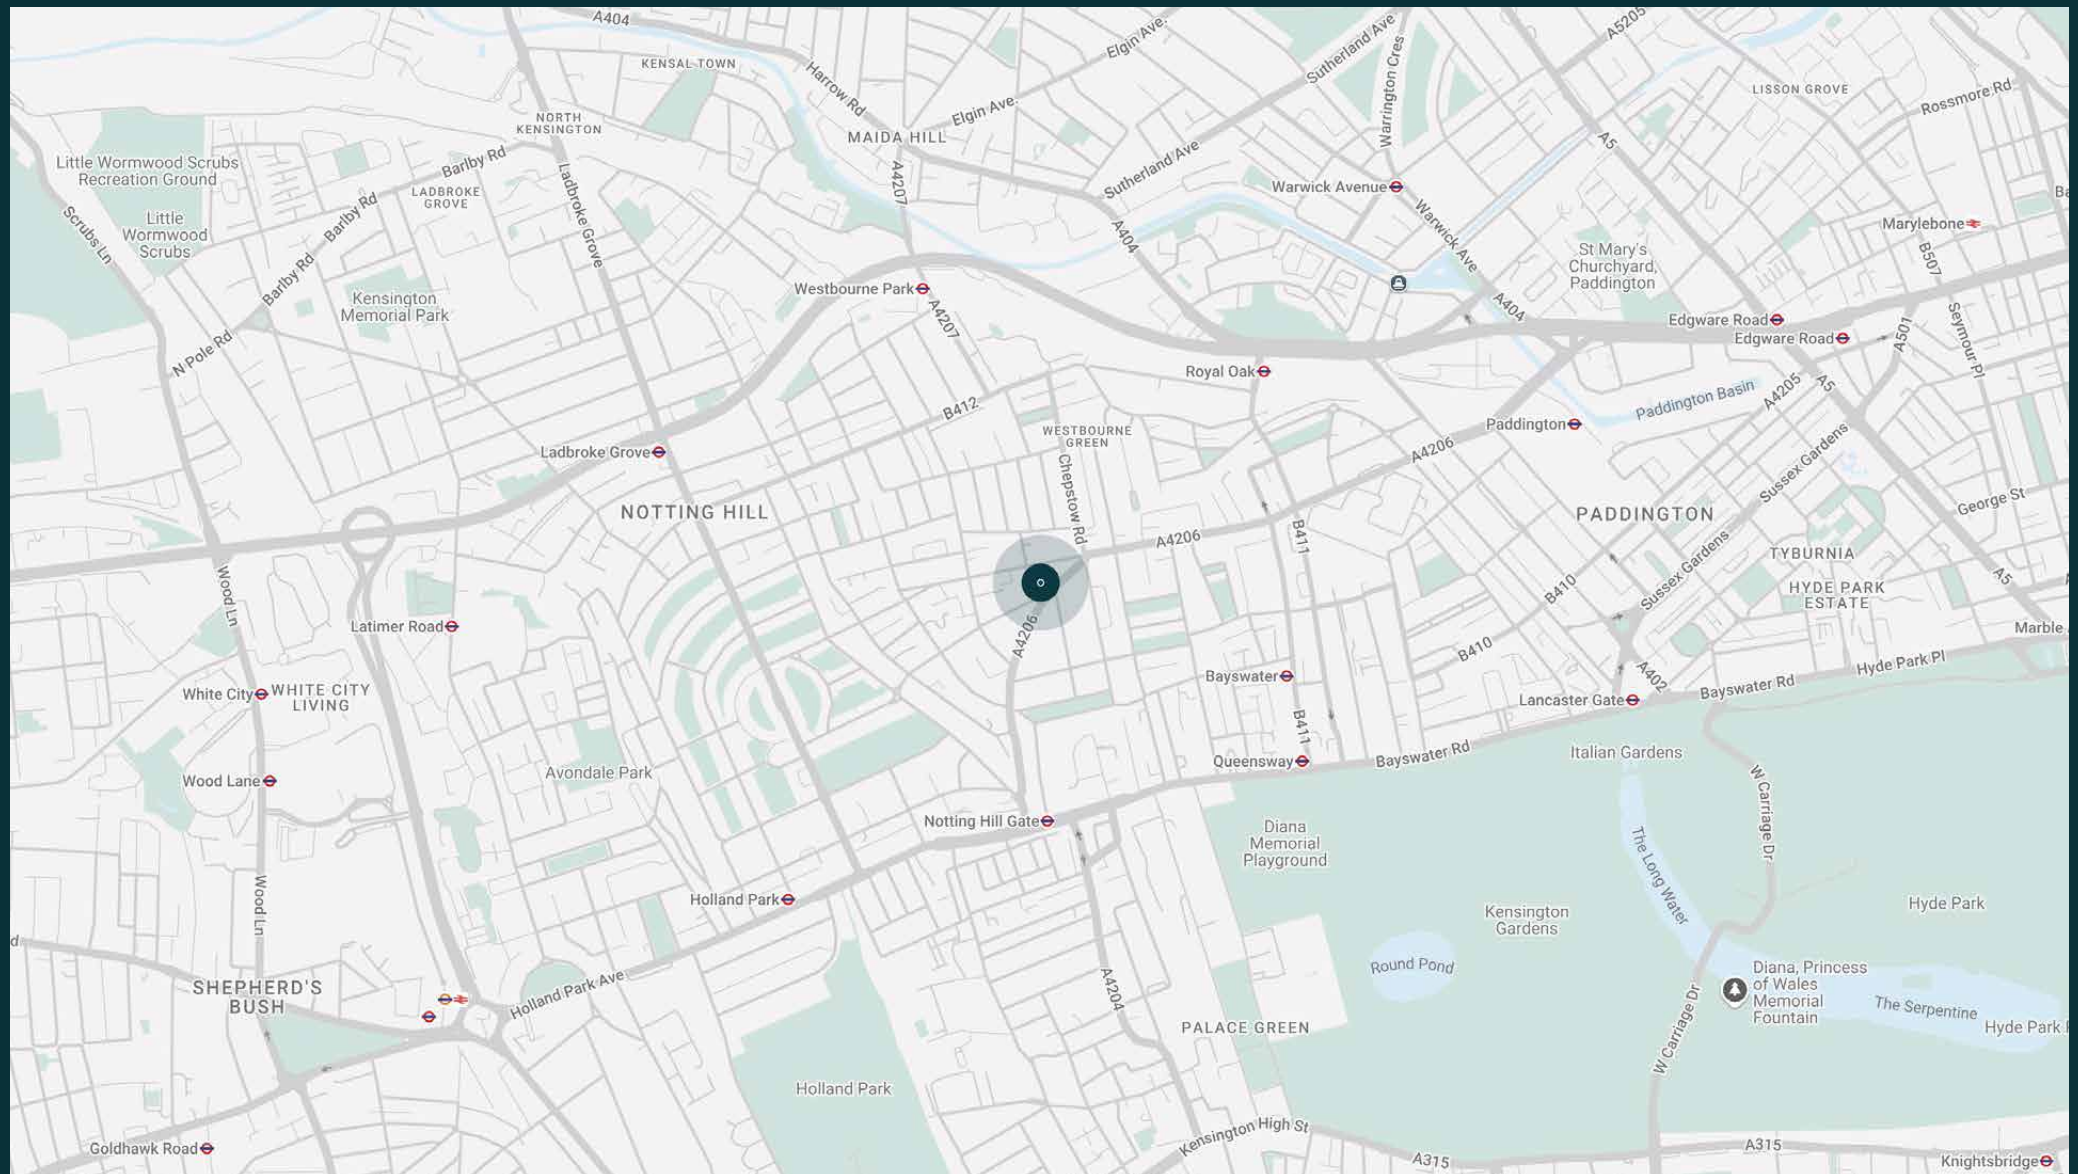 A404
KENSAL TOWN
Harrow Rd
Elgin Ave.
Elgin Ave.
Sutherland Ave
Warrington Cres
A5205
LISSON GROVE
Rossmore Rd
NORTH
KENSINGTON
MAIDA HILL
A5
Little Wormwood Scrubs
Recreation Ground
Barlby Rd
LADBROKE
GROVE
Ladbroke Grove
A4207
Sutherland Ave
Warwick Avenue
Ba
Little
Wormwood
Scrubs
Scrubs Ln
Barlby Rd
A404
Warwick Ave
Marylebone
St Mary's
Churchyard,
Paddington
B507
Barlby Rd
Kensington
Memorial Park
Westbourne Park
A4207
A404
Edgware Road
Edgware Road
A501
Seymour Pl
N Pole Rd
Royal Oak
A5
A4205
Paddington Basin
B412
WESTBOURNE
GREEN
Paddington
A4206
Ladbroke Grove
Chepstow Rd
Sussex Gardens
NOTTING HILL
PADDINGTON
George St
A4206
B411
TYBURNIA
Sussex Gardens
A5
HYDE PARK
ESTATE
B410
Wood Ln
Latimer Road
A4206
Marble
B410
Hyde Park Pl
Bayswater
A402
Bayswater Rd
White City
WHITE CITY
LIVING
Lancaster Gate
B411
Bayswater Rd
Italian Gardens
Queensway
Wood Lane
Avondale Park
W Carriage Dr
Notting Hill Gate
Diana
Memorial
Playground
The Long Water
Holland Park
Wood Ln
Kensington
Gardens
Hyde Park
d
Round Pond
SHEPHERD'S
BUSH
Holland Park Ave
A4204
Diana, Princess
of Wales
Memorial
Fountain
The Serpentine
PALACE GREEN
Hyde Park
W Carriage Dr
Holland Park
Kensington High St
Goldhawk Road
A315
A315
Knightsbridge